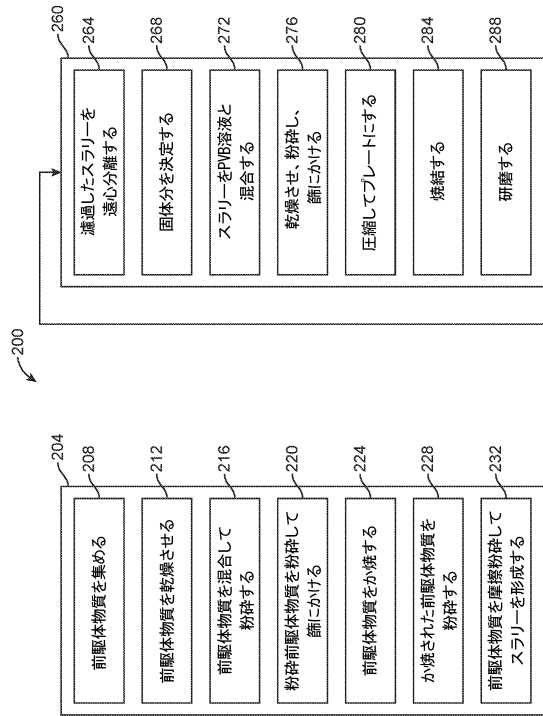 200
204
前駆体物質を集める
208
前駆体物質を乾燥させる
212
前駆体物質を混合して
粉砕する
216
粉砕前駆体物質を粉砕して
篩にかける
220
前駆体物質をか焼する
224
か焼された前駆体物質を
粉砕する
228
前駆体物質を摩擦粉砕して
スラリーを形成する
232
260
濾過したスラリーを
遠心分離する
264
固体分を決定する
268
スラリーをPVB溶液と
混合する
272
乾燥させ、粉砕し、
篩にかける
276
圧縮してプレートにする
280
焼結する
284
研磨する
288